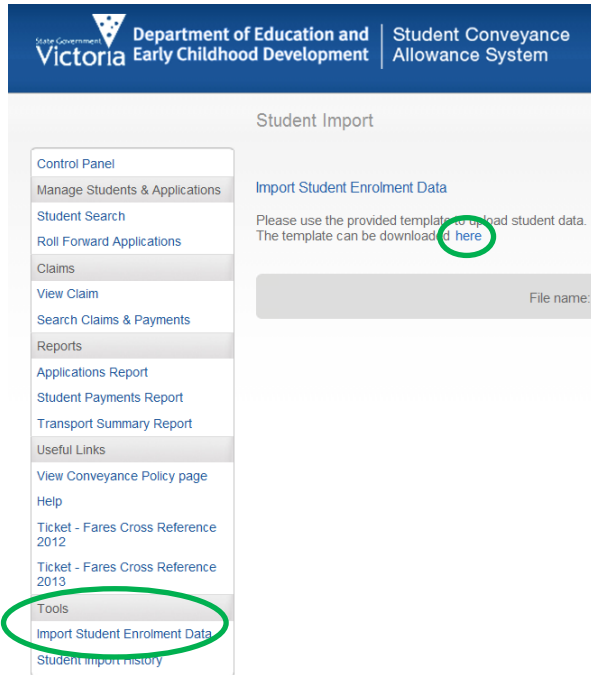 State Government
Victoria
Department of Education and
Early Childhood Development
Student Conveyance
Allowance System
Student Import
Control Panel
Manage Students & Applications
Student Search
Roll Forward Applications
Claims
View Claim
Search Claims & Payments
Reports
Applications Report
Student Payments Report
Transport Summary Report
Useful Links
View Conveyance Policy page
Help
Ticket - Fares Cross Reference
2012
Ticket - Fares Cross Reference
2013
Tools
Import Student Enrolment Data
Student Import History
Import Student Enrolment Data
Please use the provided template to upload student data.
The template can be downloaded here
File name: